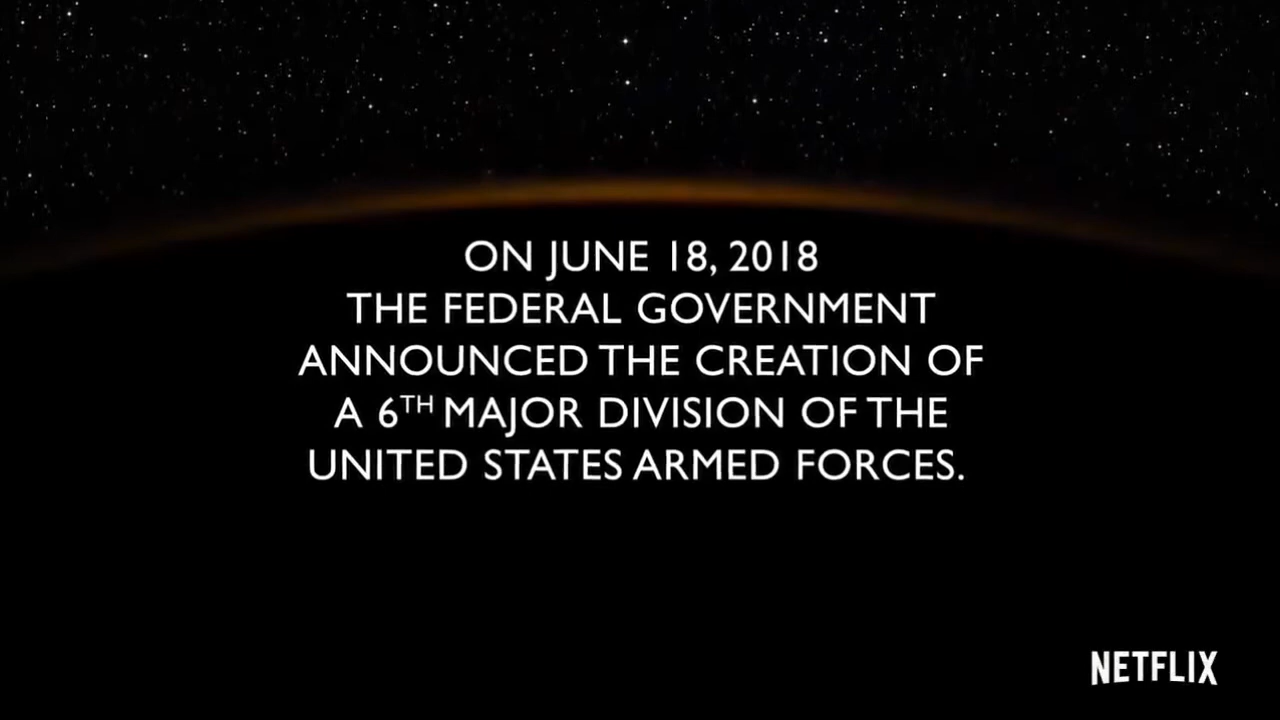 ON JUNE 18, 2018
THE FEDERAL GOVERNMENT
ANNOUNCED THE CREATION OF
A 6TH MAJOR DIVISION OF THE
UNITED STATES ARMED FORCES.
NETFLIX